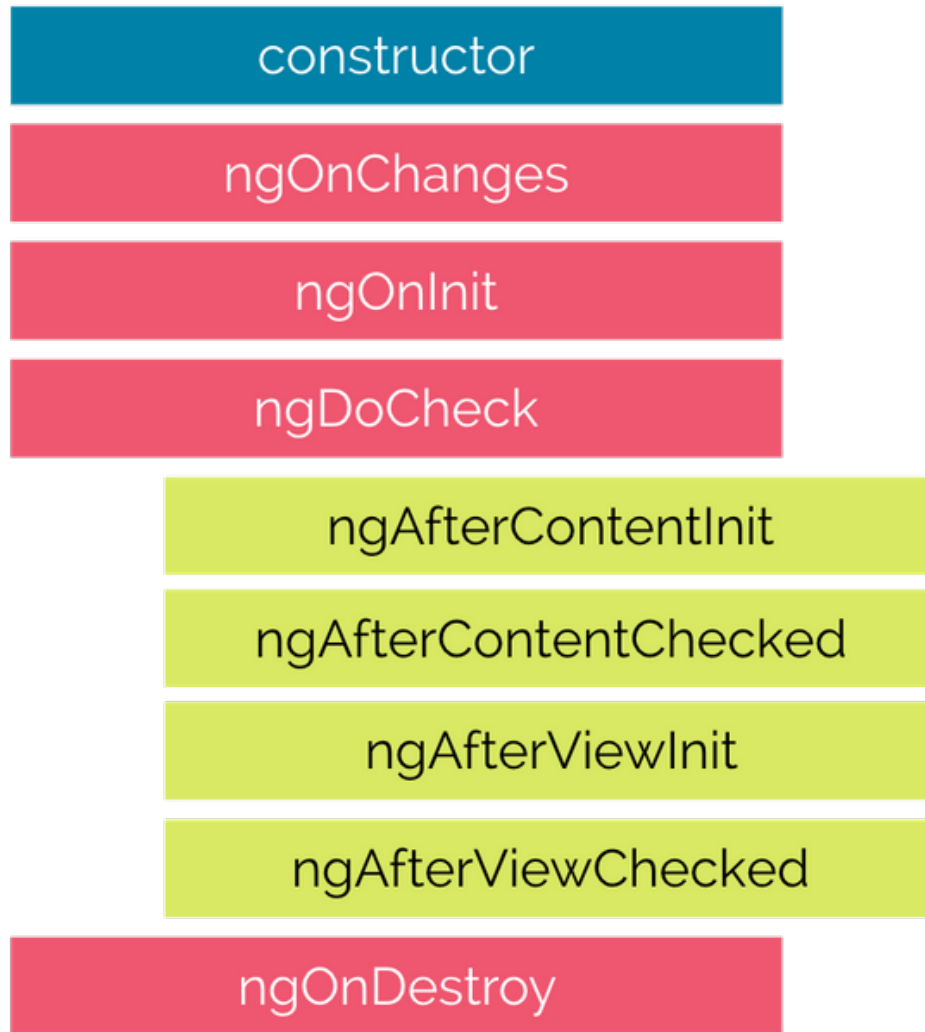 constructor
ngOnChanges
ngOnInit
ngDoCheck
ngAfterContentInit
ngAfterContentChecked
ngAfterViewInit
ngAfterViewChecked
ngOnDestroy